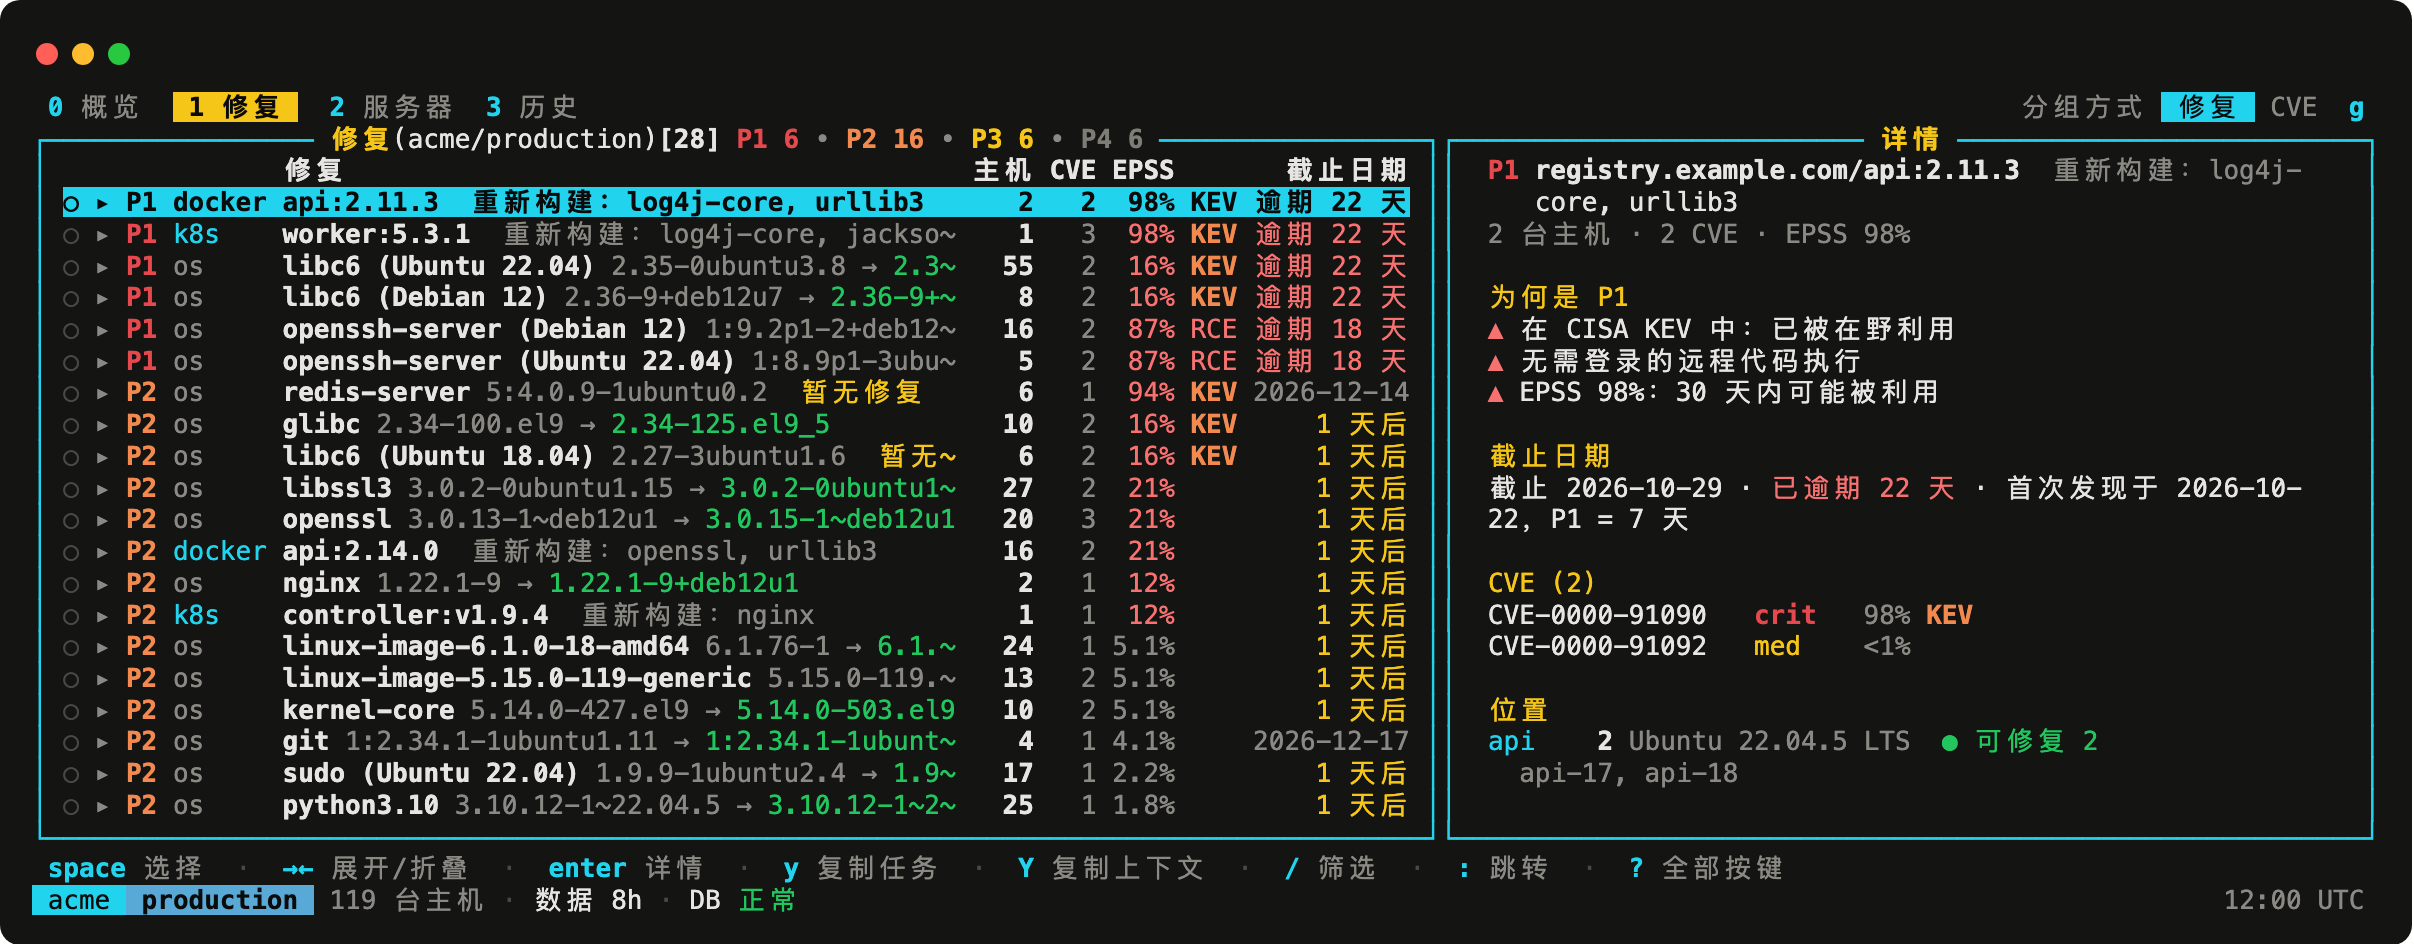 0 概览 1 修复 2 服务器 3 历史 分组方式 修复 CVE g
修复(acme/production)[28] P1 6 • P2 16 • P3 6 • P4 6
修复 主机 CVE EPSS 截止日期
○ ▸ P1 docker api:2.11.3 重新构建: log4j-core, urllib3 2 2 98% KEV 逾期 22 天
○ ▸ P1 k8s worker:5.3.1 重新构建: log4j-core, jackso~ 1 3 98% KEV 逾期 22 天
○ ▸ P1 os libc6 (Ubuntu 22.04) 2.35-0ubuntu3.8 → 2.3~ 55 2 16% KEV 逾期 22 天
○ ▸ P1 os libc6 (Debian 12) 2.36-9+deb12u7 → 2.36-9+~ 8 2 16% KEV 逾期 22 天
○ ▸ P1 os openssh-server (Debian 12) 1:9.2p1-2+deb12~ 16 2 87% RCE 逾期 18 天
○ ▸ P1 os openssh-server (Ubuntu 22.04) 1:8.9p1-3ubu~ 5 2 87% RCE 逾期 18 天
○ ▸ P2 os redis-server 5:4.0.9-1ubuntu0.2 暂无修复 6 1 94% KEV 2026-12-14
○ ▸ P2 os glibc 2.34-100.el9 → 2.34-125.el9_5 10 2 16% KEV 1 天后
○ ▸ P2 os libc6 (Ubuntu 18.04) 2.27-3ubuntu1.6 暂无~ 6 2 16% KEV 1 天后
○ ▸ P2 os libssl3 3.0.2-0ubuntu1.15 → 3.0.2-0ubuntu1~ 27 2 21% 1 天后
○ ▸ P2 os openssl 3.0.13-1~deb12u1 → 3.0.15-1~deb12u1 20 3 21% 1 天后
○ ▸ P2 docker api:2.14.0 重新构建: openssl, urllib3 16 2 21% 1 天后
○ ▸ P2 os nginx 1.22.1-9 → 1.22.1-9+deb12u1 2 1 12% 1 天后
○ ▸ P2 k8s controller:v1.9.4 重新构建: nginx 1 1 12% 1 天后
○ ▸ P2 os linux-image-6.1.0-18-amd64 6.1.76-1 → 6.1.~ 24 1 5.1% 1 天后
○ ▸ P2 os linux-image-5.15.0-119-generic 5.15.0-119.~ 13 2 5.1% 1 天后
○ ▸ P2 os kernel-core 5.14.0-427.el9 → 5.14.0-503.el9 10 2 5.1% 1 天后
○ ▸ P2 os git 1:2.34.1-1ubuntu1.11 → 1:2.34.1-1ubunt~ 4 1 4.1% 2026-12-17
○ ▸ P2 os sudo (Ubuntu 22.04) 1.9.9-1ubuntu2.4 → 1.9~ 17 1 2.2% 1 天后
○ ▸ P2 os python3.10 3.10.12-1~22.04.5 → 3.10.12-1~2~ 25 1 1.8% 1 天后
详情
P1 registry.example.com/api:2.11.3 重新构建: log4j-
core, urllib3
2 台主机 · 2 CVE · EPSS 98%
为何是 P1
▲ 在 CISA KEV 中: 已被在野利用
▲ 无需登录的远程代码执行
▲ EPSS 98%: 30 天内可能被利用
截止日期
截止 2026-10-29 · 已逾期 22 天 · 首次发现于 2026-10-
22, P1 = 7 天
CVE (2)
CVE-0000-91090 crit 98% KEV
CVE-0000-91092 med <1%
位置
api 2 Ubuntu 22.04.5 LTS ● 可修复 2
api-17, api-18
space 选择 · →← 展开/折叠 · enter 详情 · y 复制任务 · Y 复制上下文 · / 筛选 · : 跳转 · ? 全部按键
acme production 119 台主机 · 数据 8h · DB 正常 12:00 UTC